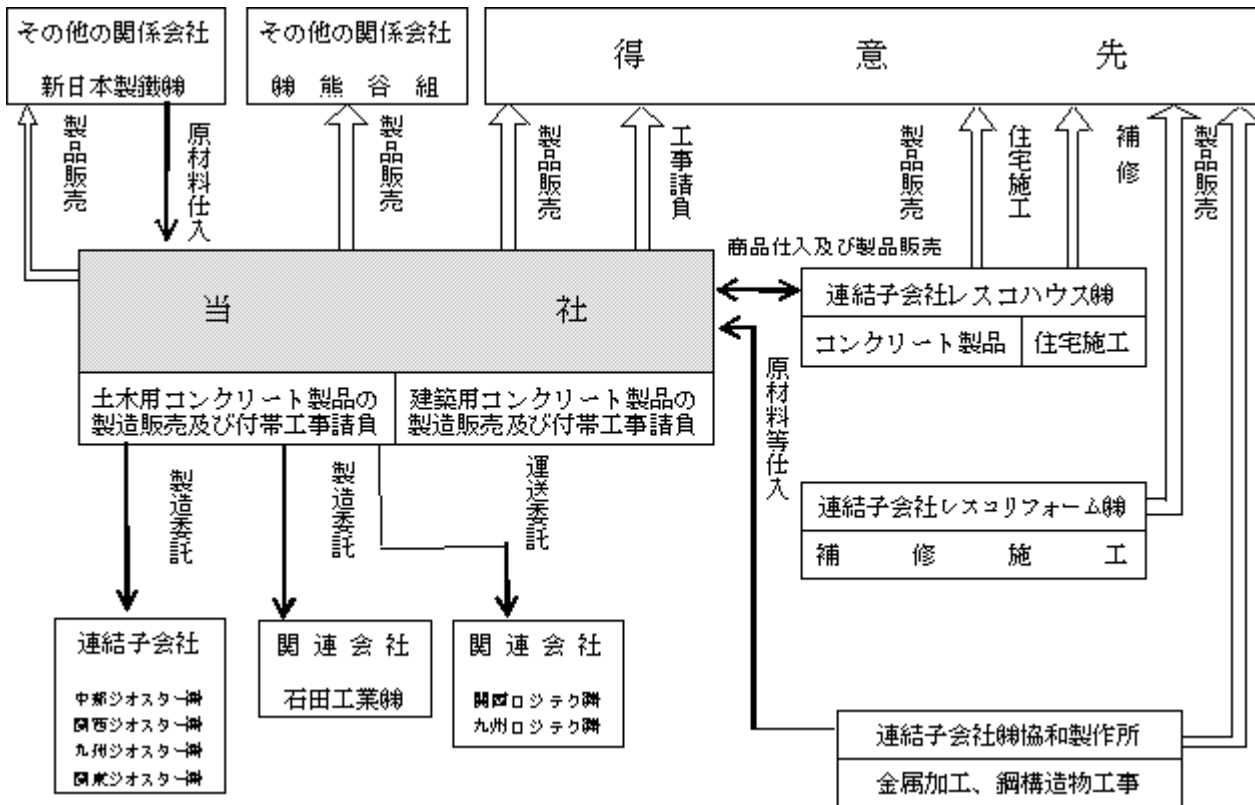 その他の関係会社
新日本製鐵㈱
その他の関係会社
㈱熊谷組
得意先
製品販売
原材料仕入
製品販売
製品販売
工事請負
製品販売
住宅施工
補修
製品販売
商品仕入及び製品販売
当社
土木用コンクリート製品の
製造販売及び付帯工事請負
建築用コンクリート製品の
製造販売及び付帯工事請負
連結子会社レスコハウス㈱
コンクリート製品
住宅施工
原材料等仕入
製造委託
製造委託
運送委託
連結子会社レスコリフォーム㈱
補修施工
連結子会社
中部ジオスター㈱
関西ジオスター㈱
九州ジオスター㈱
関東ジオスター㈱
関連会社
石田工業㈱
関連会社
関西ロジテク㈱
九州ロジテク㈱
連結子会社㈱協和製作所
金属加工、鋼構造物工事